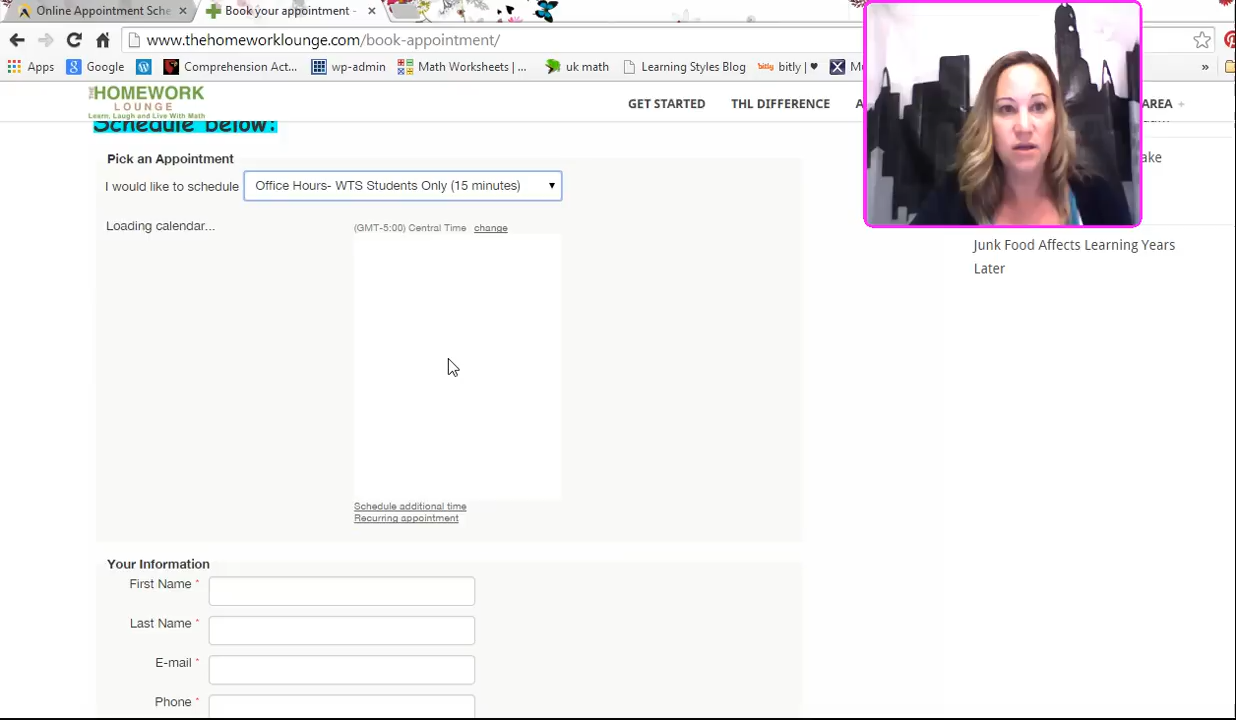 Online Appointment Sche
Book your appointment -
www.thehomeworklounge.com/book-appointment/
Apps
Google
Comprehension Act...
wp-admin
Math Worksheets | ...
uk math
Learning Styles Blog
bitly | ♥
»
THE HOMEWORK
LOUNGE
Learn, Laugh and Live With Math
GET STARTED
THL DIFFERENCE
AREA +
Schedule below:
Pick an Appointment
I would like to schedule
Office Hours- WTS Students Only (15 minutes)
Loading calendar...
(GMT-5:00) Central Time change
Schedule additional time
Recurring appointment
Junk Food Affects Learning Years
Later
Your Information
First Name *
Last Name *
E-mail *
Phone *